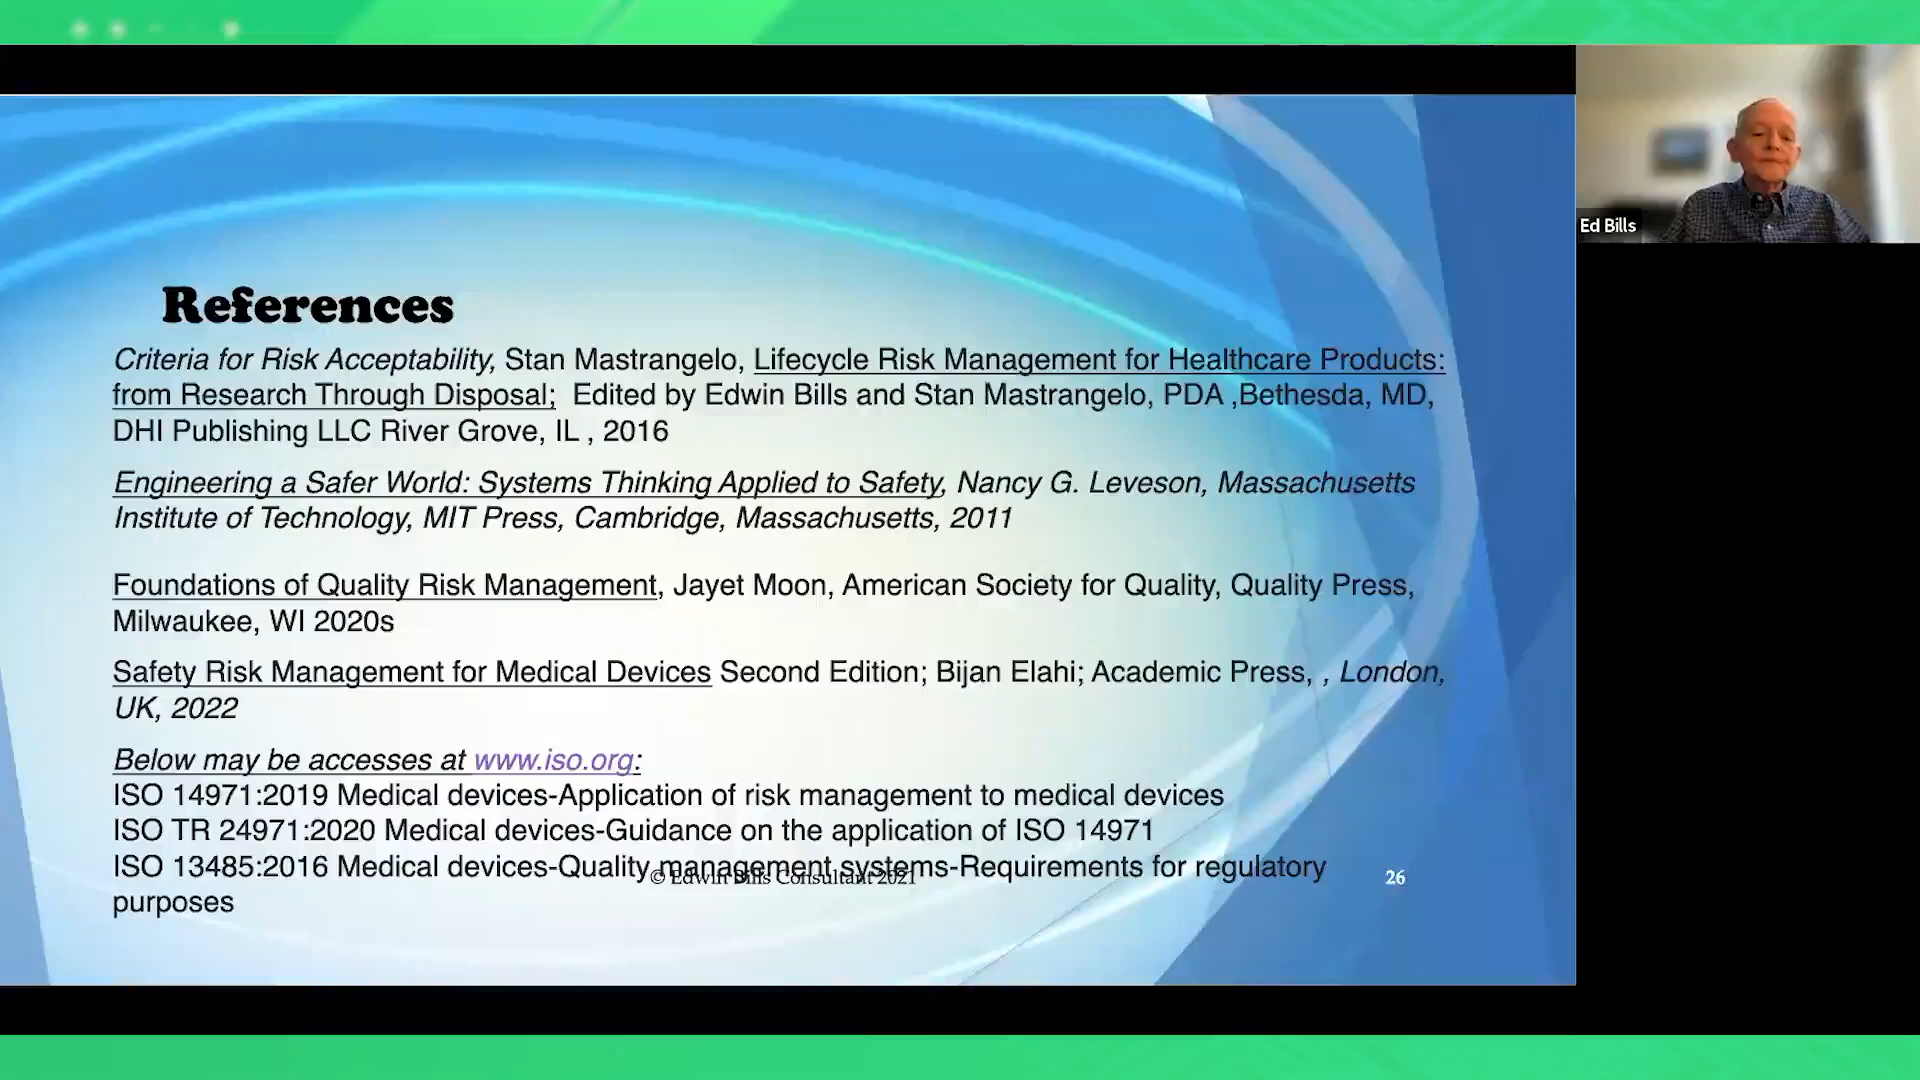 References
Criteria for Risk Acceptability, Stan Mastrangelo, Lifecycle Risk Management for Healthcare Products:
from Research Through Disposal; Edited by Edwin Bills and Stan Mastrangelo, PDA ,Bethesda, MD,
DHI Publishing LLC River Grove, IL , 2016
Engineering a Safer World: Systems Thinking Applied to Safety, Nancy G. Leveson, Massachusetts
Institute of Technology, MIT Press, Cambridge, Massachusetts, 2011
Foundations of Quality Risk Management, Jayet Moon, American Society for Quality, Quality Press,
Milwaukee, WI 2020s
Safety Risk Management for Medical Devices Second Edition; Bijan Elahi; Academic Press, , London,
UK, 2022
Below may be accesses at www.iso.org:
ISO 14971:2019 Medical devices-Application of risk management to medical devices
ISO TR 24971:2020 Medical devices-Guidance on the application of ISO 14971
ISO 13485:2016 Medical devices-Quality management systems-Requirements for regulatory
purposes
© Edwin Bills Consultant 2021
26
Ed Bills